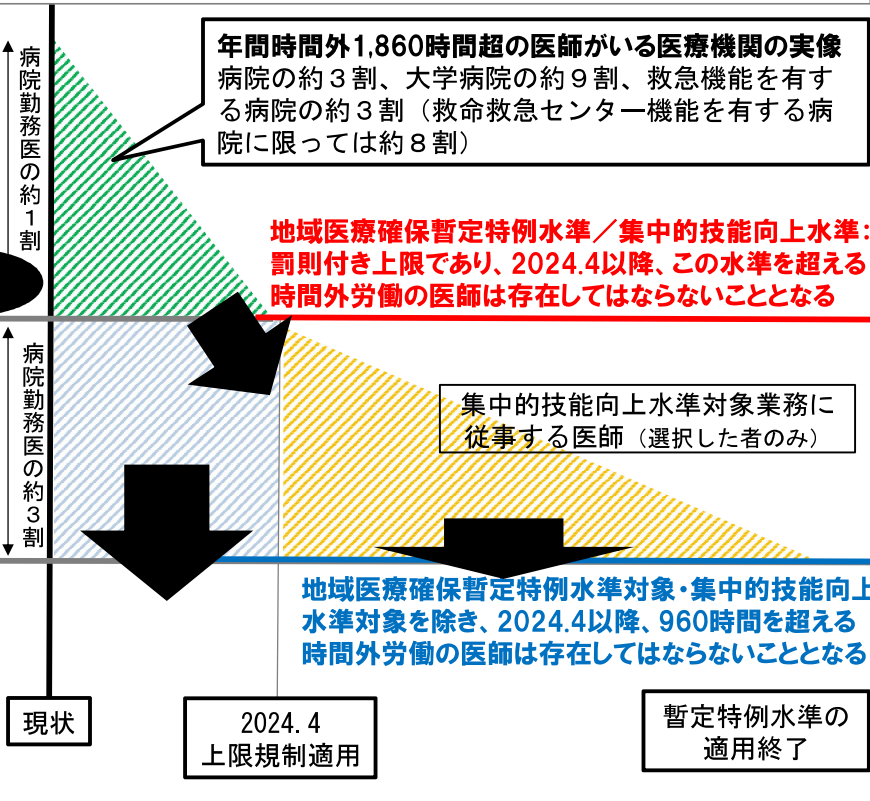 年間時間外1,860時間超の医師がいる医療機関の実像
病院の約３割、大学病院の約９割、救急機能を有す
る病院の約３割（救命救急センター機能を有する病
院に限っては約８割）
病院勤務医の約１割
地域医療確保暫定特例水準／集中的技能向上水準：
罰則付き上限であり、2024.4以降、この水準を超える
時間外労働の医師は存在してはならないこととなる
病院勤務医の約３割
集中的技能向上水準対象業務に
従事する医師（選択した者のみ）
地域医療確保暫定特例水準対象・集中的技能向上
水準対象を除き、2024.4以降、960時間を超える
時間外労働の医師は存在してはならないこととなる
現状
2024.4
上限規制適用
暫定特例水準の
適用終了